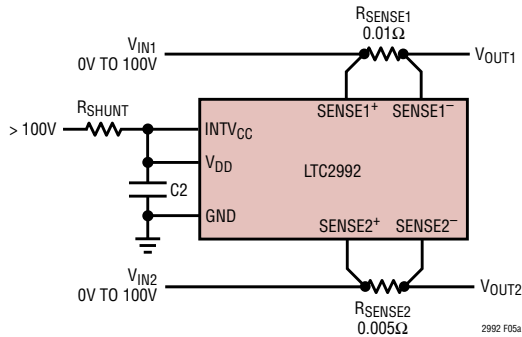 RSENSE1
0.01Ω
VIN1
0V TO 100V
VOUT1
RSHUNT
> 100V
SENSE1+ SENSE1–
INTVCC
VDD
LTC2992
C2
GND
SENSE2+ SENSE2–
VIN2
0V TO 100V
VOUT2
RSENSE2
0.005Ω
2992 F05a